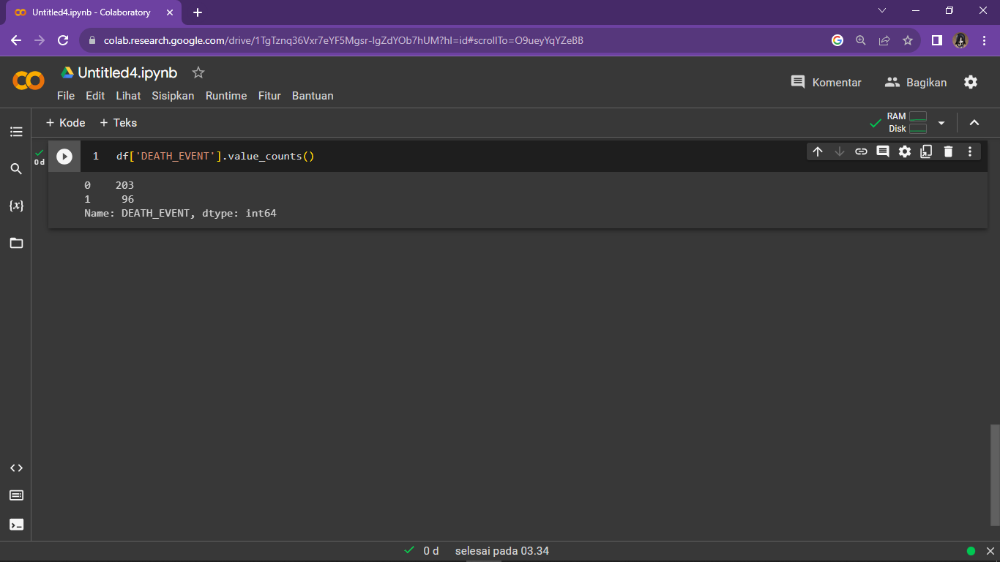 Untitled4.ipynb - Colaboratory
colab.research.google.com/drive/1TgTznq36Vxr7eYF5Mgsr-lgZdYOb7hUM?hl=id#scrollTo=O9ueyYqYZeBB
Untitled4.ipynb
File Edit Lihat Sisipkan Runtime Fitur Bantuan
Komentar Bagikan
+ Kode + Teks
RAM
Disk
0 d
1 df['DEATH_EVENT'].value_counts()
0 203
1 96
Name: DEATH_EVENT, dtype: int64
{x}
0 d selesai pada 03.34